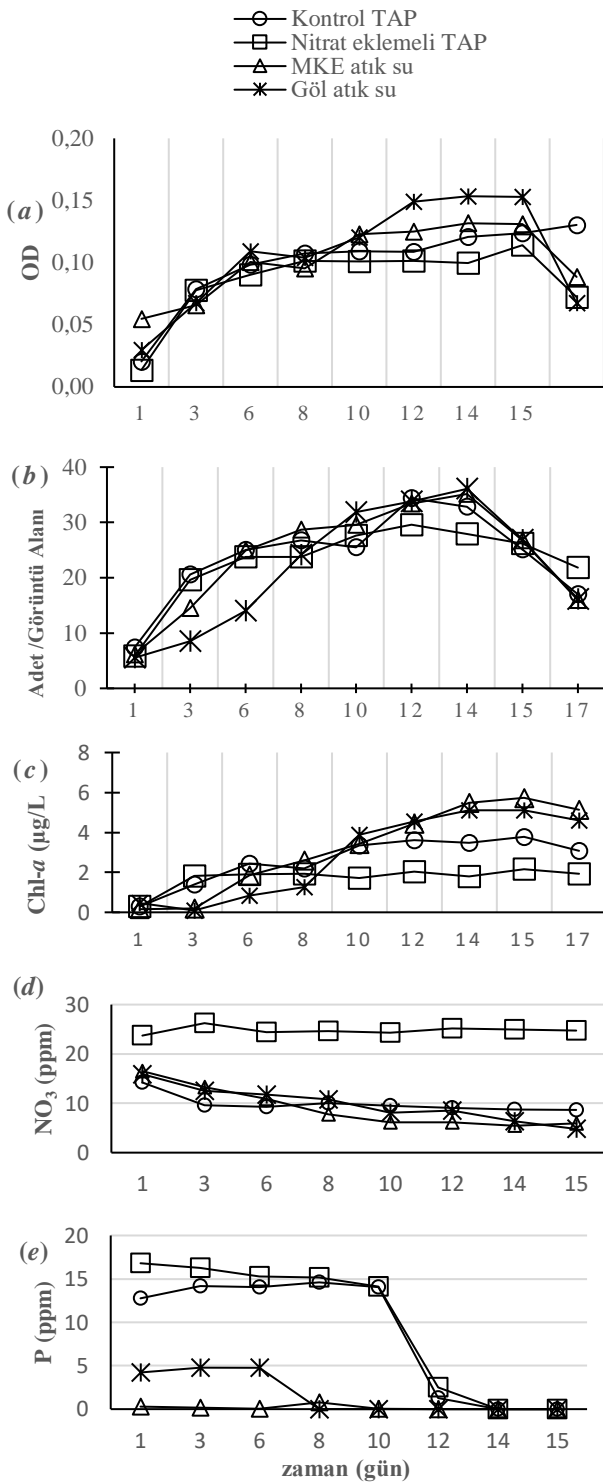 Kontrol TAP
Nitrat eklemeli TAP
MKE atık su
Göl atık su
(a)
OD
0,20
0,15
0,10
0,05
0,00
1 3 6 8 10 12 14 15
(b)
Adet /Görüntü Alanı
40
30
20
10
0
1 3 6 8 10 12 14 15 17
(c)
Chl-a (µg/L)
8
6
4
2
0
1 3 6 8 10 12 14 15 17
(d)
NO3 (ppm)
30
20
10
0
1 3 6 8 10 12 14 15
(e)
P (ppm)
20
15
10
5
0
1 3 6 8 10 12 14 15
zaman (gün)